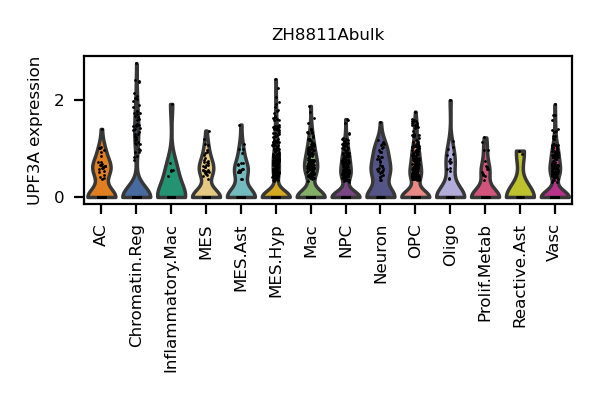 ZH8811Abulk
UPF3A expression
2
0
AC
Chromatin.Reg
Inflammatory.Mac
MES
MES.Ast
MES.Hyp
Mac
NPC
Neuron
OPC
Oligo
Prolif.Metab
Reactive.Ast
Vasc